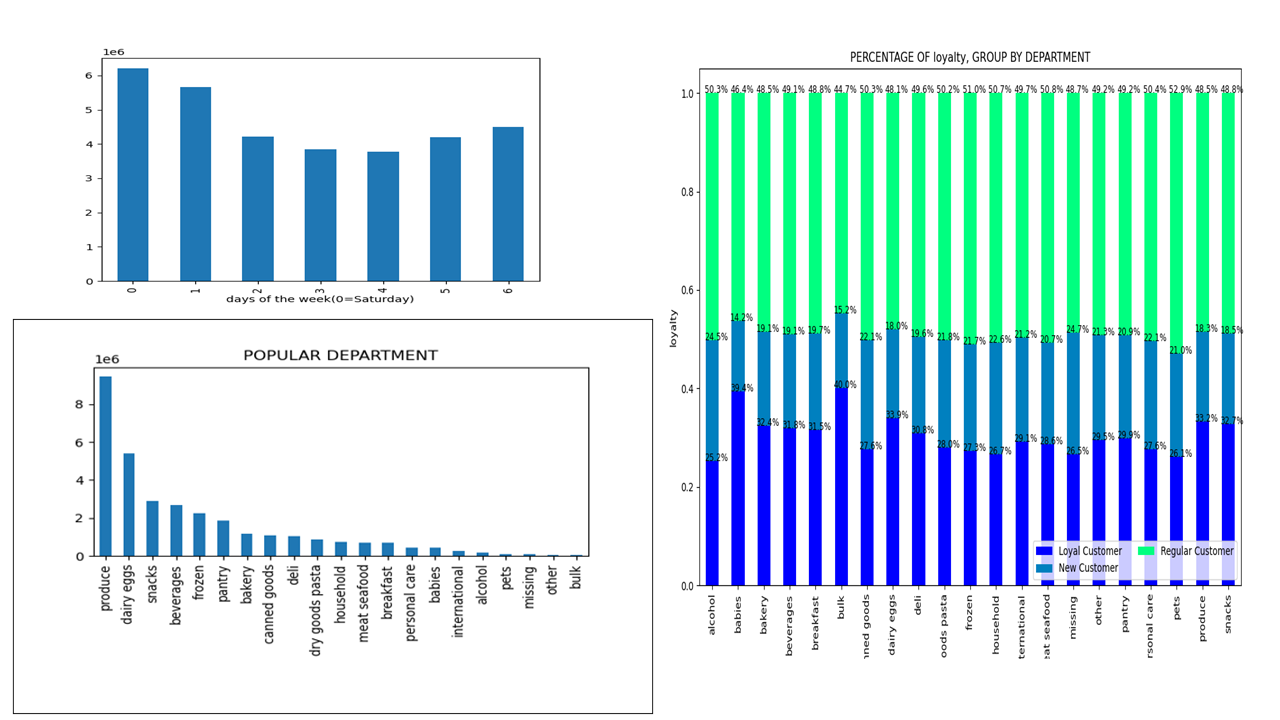 1e6
6
5
4
3
2
1
0
0 1 2 3 4 5 6
days of the week(0=Saturday)
POPULAR DEPARTMENT
1e6
8
6
4
2
0
produce
dairy eggs
snacks
beverages
frozen
pantry
bakery
canned goods
deli
dry goods pasta
household
meat seafood
breakfast
personal care
babies
international
alcohol
pets
missing
other
bulk
PERCENTAGE OF loyalty, GROUP BY DEPARTMENT
loyalty
1.0
0.8
0.6
0.4
0.2
0.0
50.3% 46.4% 48.5% 49.1% 48.8% 44.7% 50.3% 48.1% 49.6% 50.2% 51.0% 50.7% 49.7% 50.8% 48.7% 49.2% 49.2% 50.4% 52.9% 48.5% 48.8%
24.5% 14.2% 19.1% 19.1% 19.7% 15.2% 22.1% 18.0% 19.6% 21.8% 21.7% 22.6% 21.2% 20.7% 24.7% 21.3% 20.9% 22.1% 21.0% 18.3% 18.5%
25.2% 39.4% 32.4% 31.8% 31.5% 40.0% 27.6% 33.9% 30.8% 28.0% 27.3% 26.7% 29.1% 28.6% 26.5% 29.5% 29.9% 27.6% 26.1% 33.2% 32.7%
Loyal Customer
New Customer
Regular Customer
alcohol
babies
bakery
beverages
breakfast
bulk
nned goods
dairy eggs
deli
oods pasta
frozen
household
ternational
eat seafood
missing
other
pantry
rsonal care
pets
produce
snacks